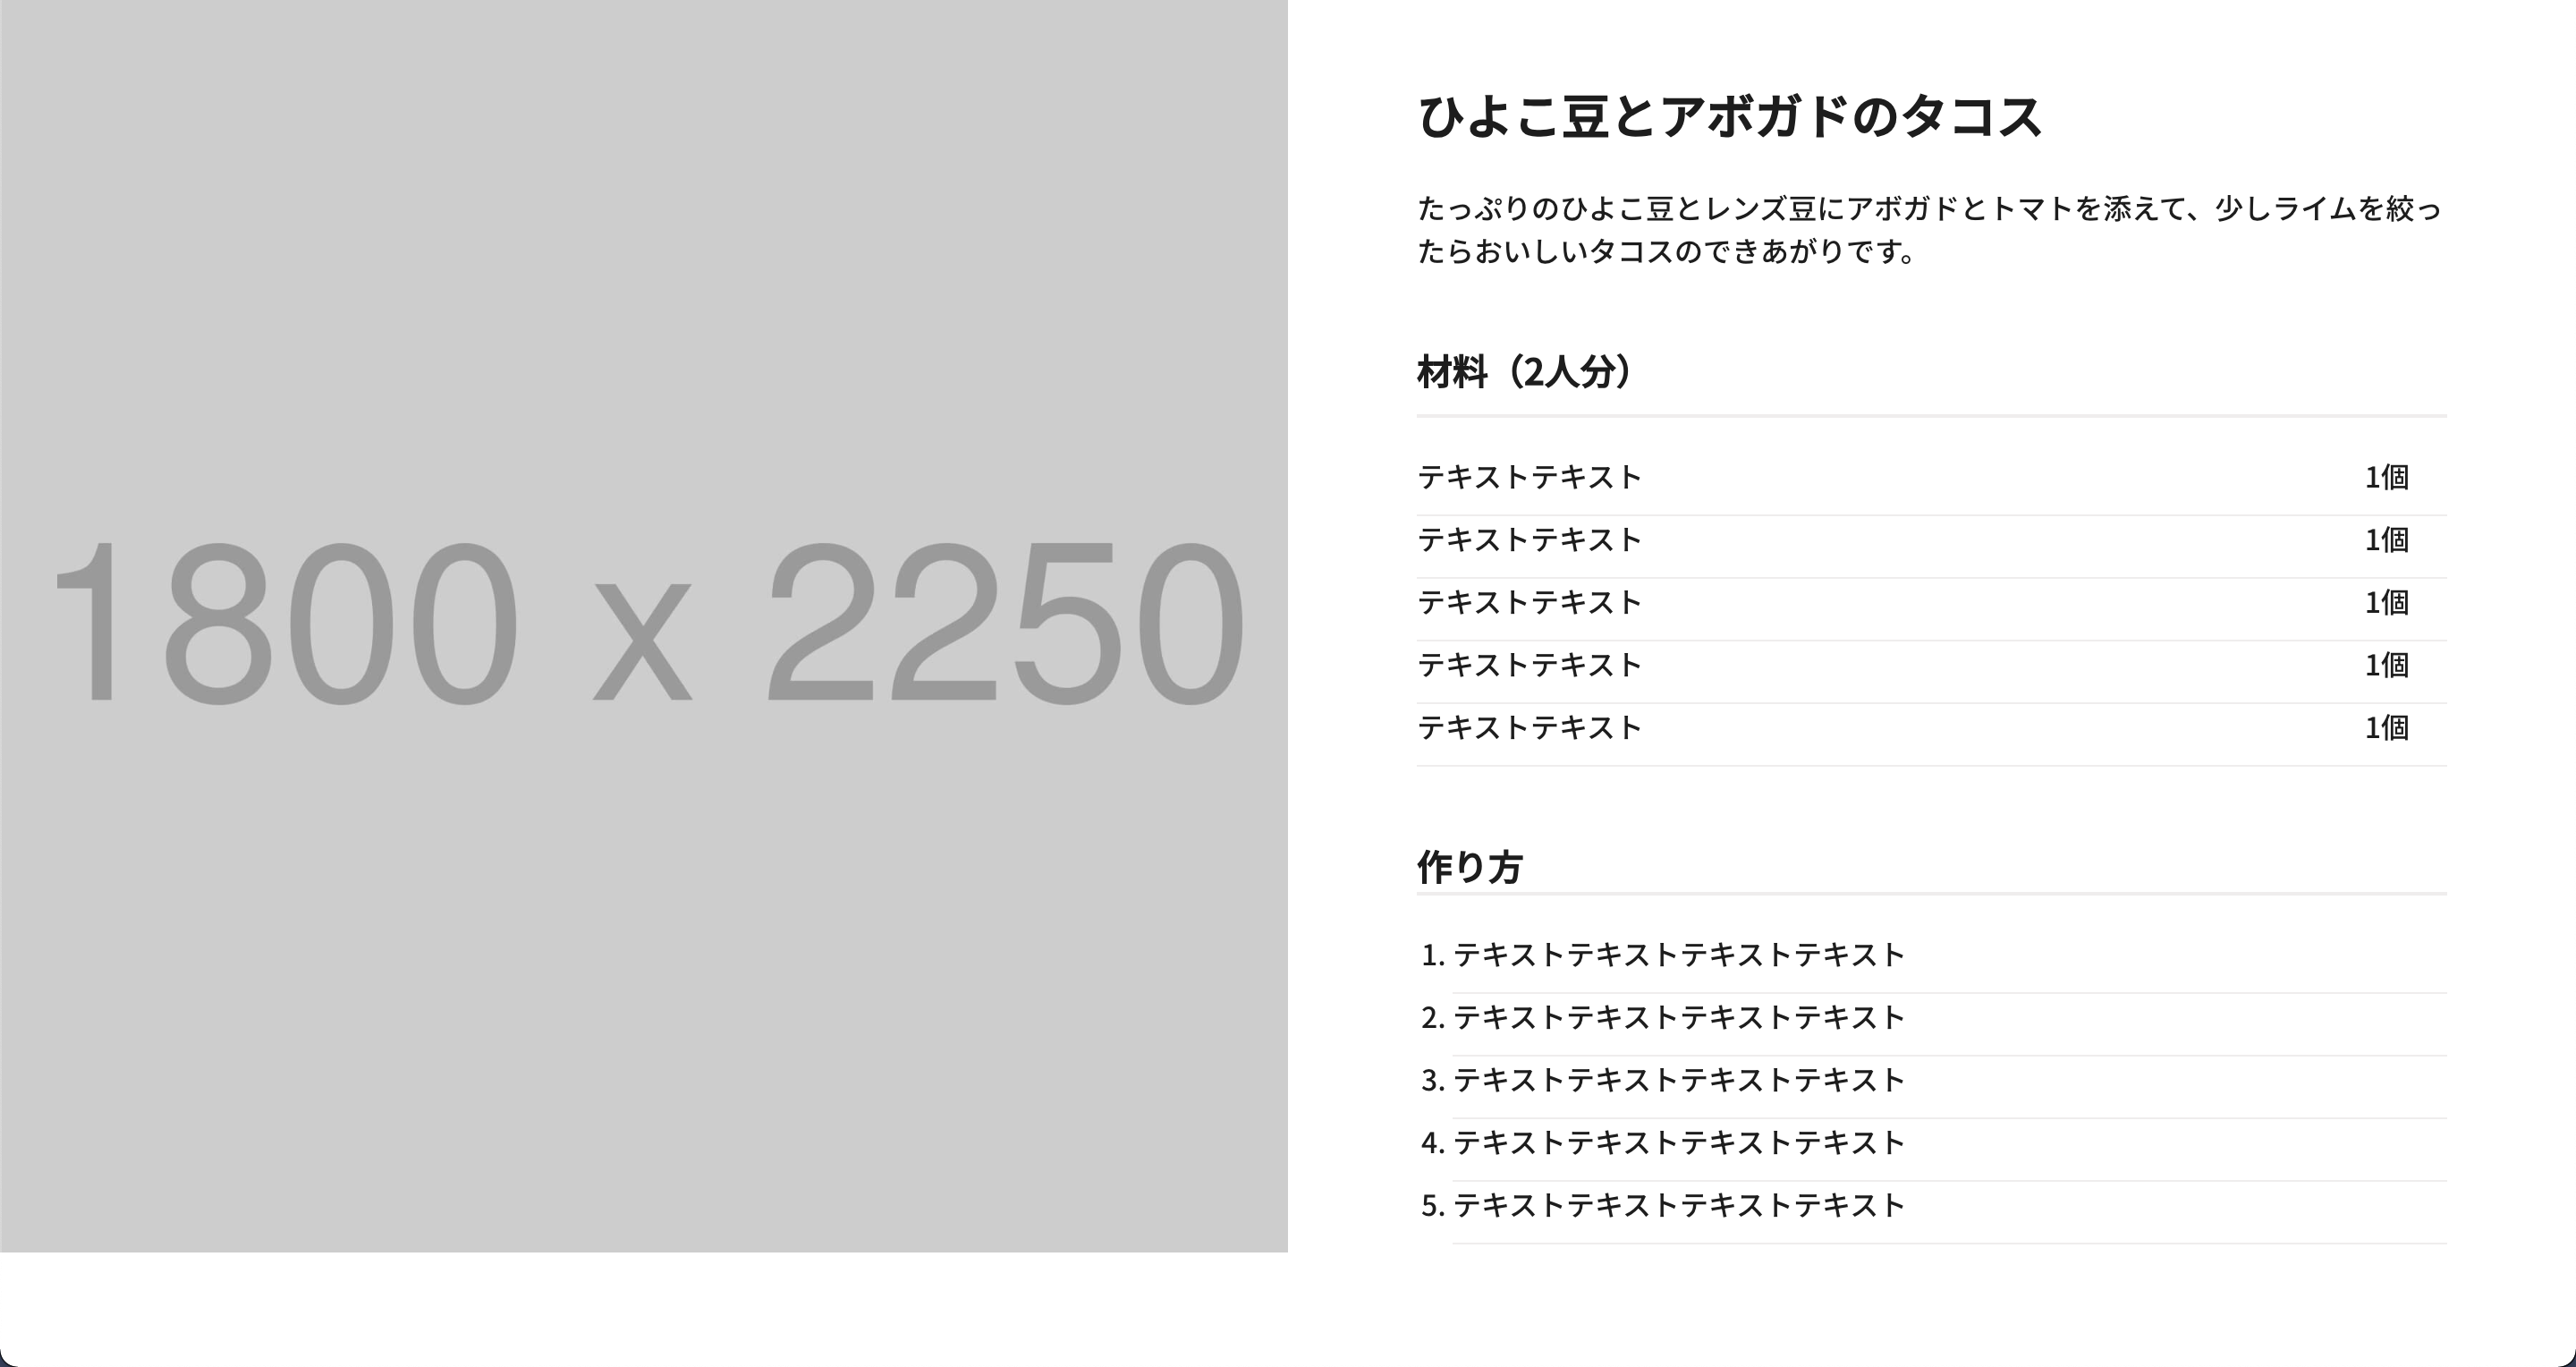 1800 x 2250
ひよこ豆とアボガドのタコス
たっぷりのひよこ豆とレンズ豆にアボガドとトマトを添えて、少しライムを絞っ
たらおいしいタコスのできあがりです。
材料（2人分）
テキストテキスト 1個
テキストテキスト 1個
テキストテキスト 1個
テキストテキスト 1個
テキストテキスト 1個
作り方
1. テキストテキストテキストテキスト
2. テキストテキストテキストテキスト
3. テキストテキストテキストテキスト
4. テキストテキストテキストテキスト
5. テキストテキストテキストテキスト